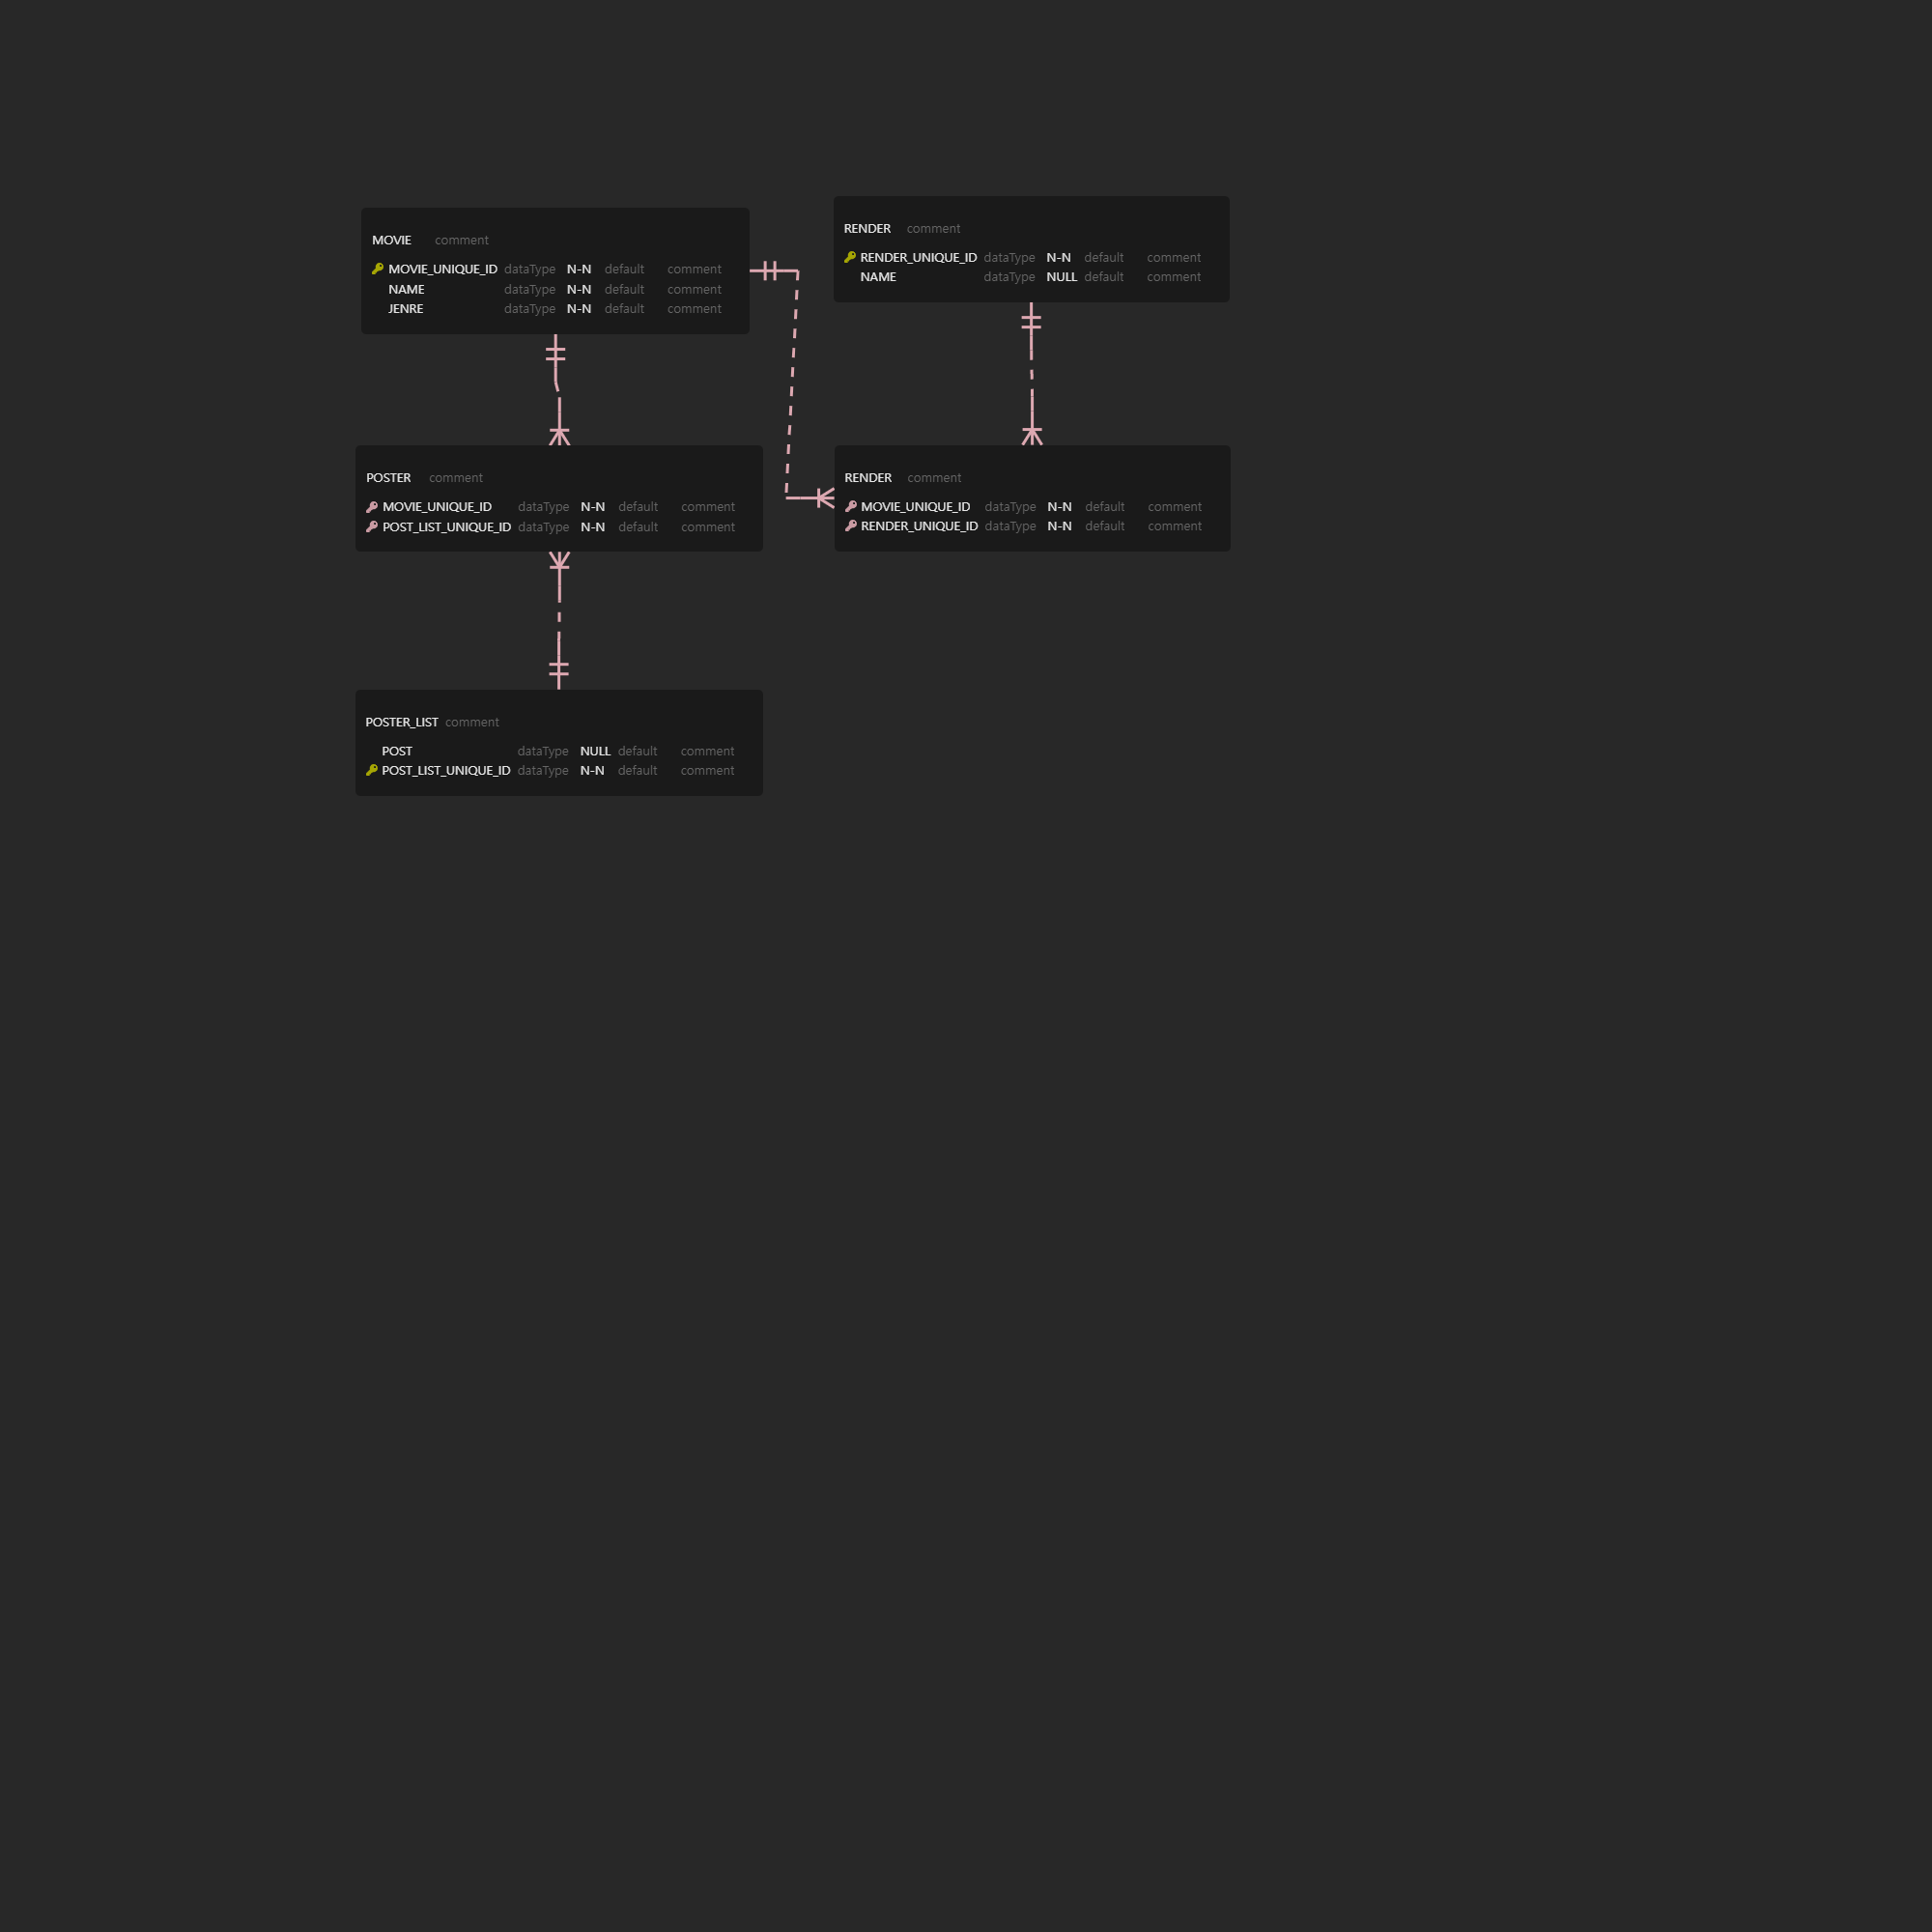 MOVIE comment
MOVIE_UNIQUE_ID dataType N-N default comment
NAME dataType N-N default comment
JENRE dataType N-N default comment
RENDER comment
RENDER_UNIQUE_ID dataType N-N default comment
NAME dataType NULL default comment
POSTER comment
MOVIE_UNIQUE_ID dataType N-N default comment
POST_LIST_UNIQUE_ID dataType N-N default comment
RENDER comment
MOVIE_UNIQUE_ID dataType N-N default comment
RENDER_UNIQUE_ID dataType N-N default comment
POSTER_LIST comment
POST dataType NULL default comment
POST_LIST_UNIQUE_ID dataType N-N default comment